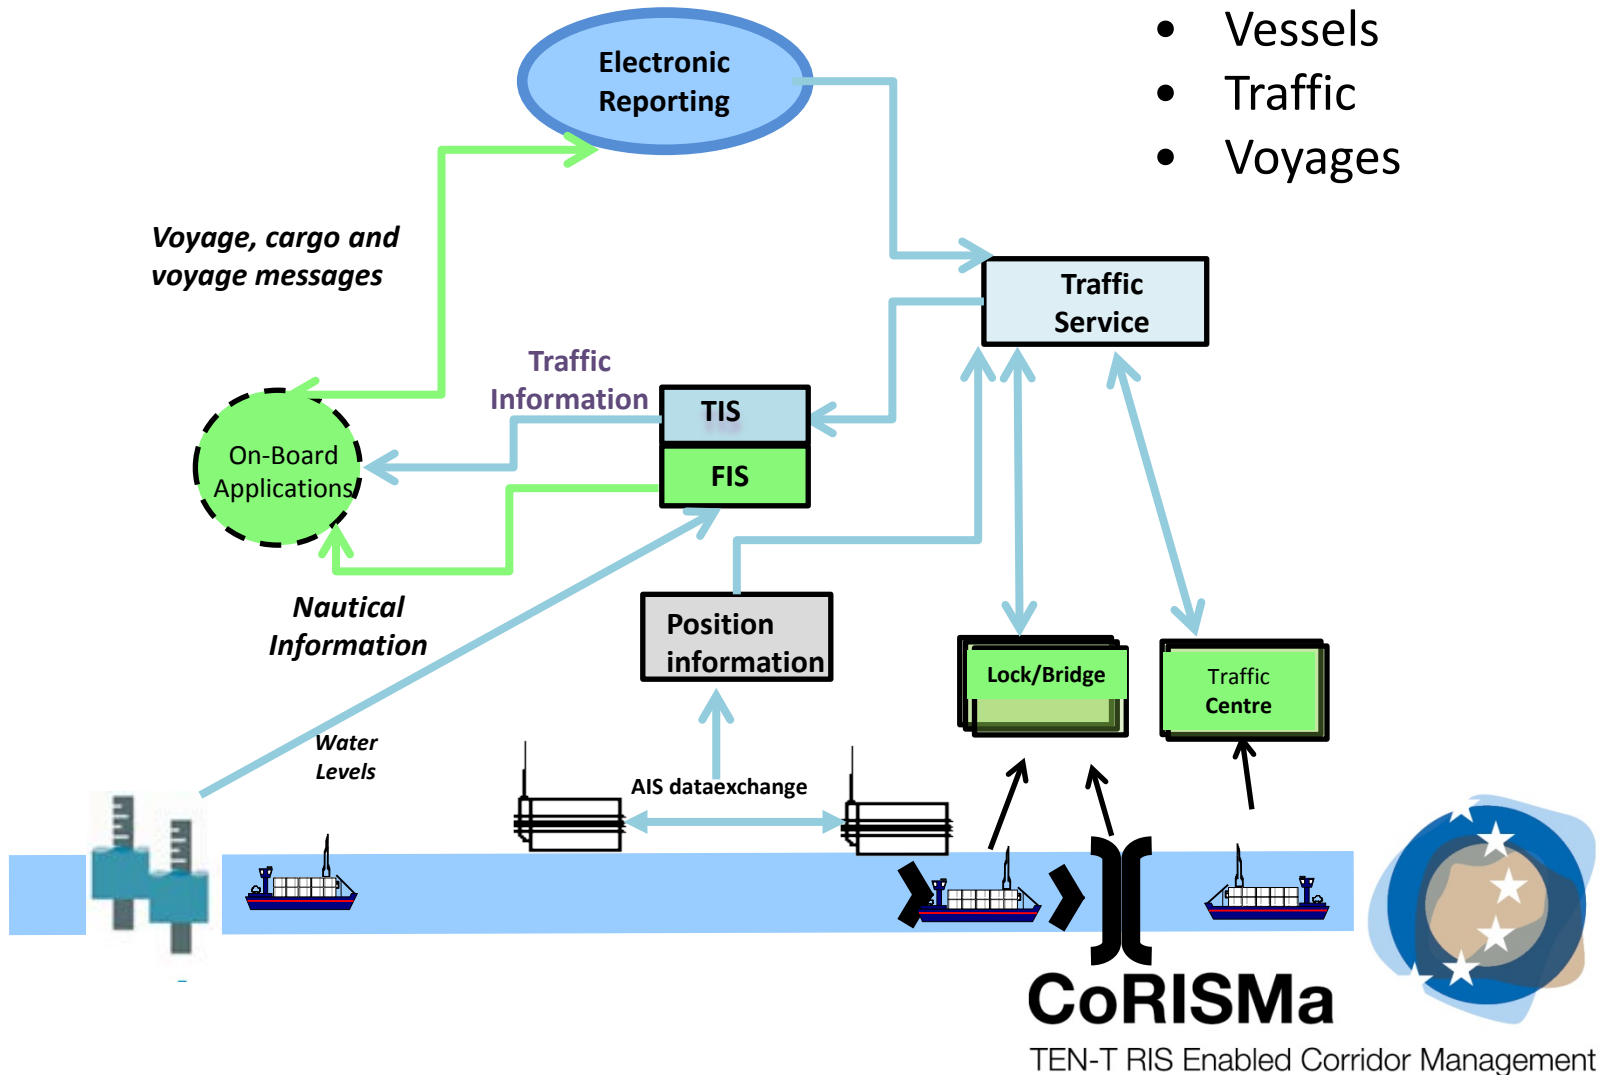 • Vessels
• Traffic
• Voyages
Electronic
Reporting
Voyage, cargo and
voyage messages
Traffic
Service
Traffic
Information
TIS
FIS
On-Board
Applications
Nautical
Information
Position
information
Lock/Bridge
Traffic
Centre
Water
Levels
AIS dataexchange
CoRISMa
TEN-T RIS Enabled Corridor Management